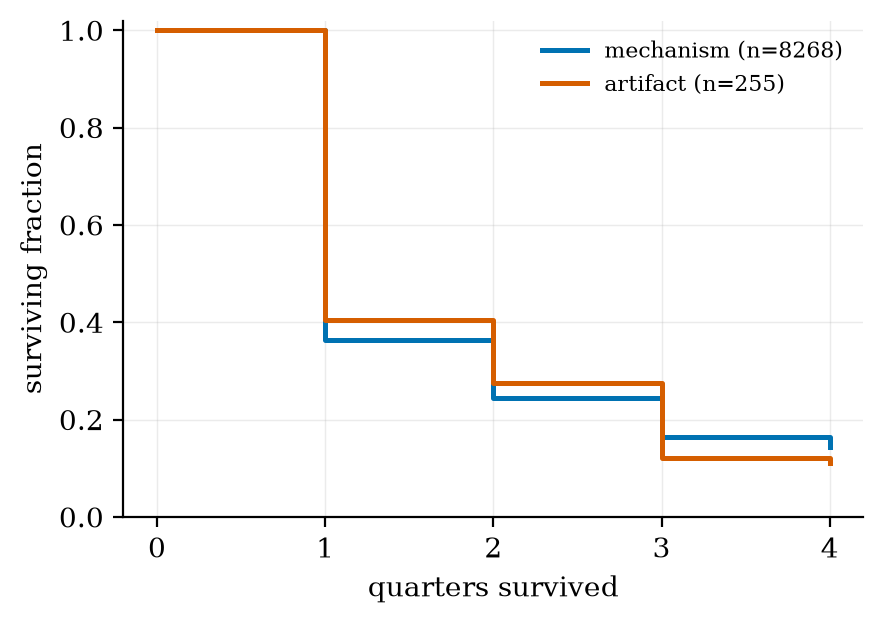 1.0
0.8
0.6
0.4
0.2
0.0
surviving fraction
mechanism (n=8268)
artifact (n=255)
0 1 2 3 4
quarters survived